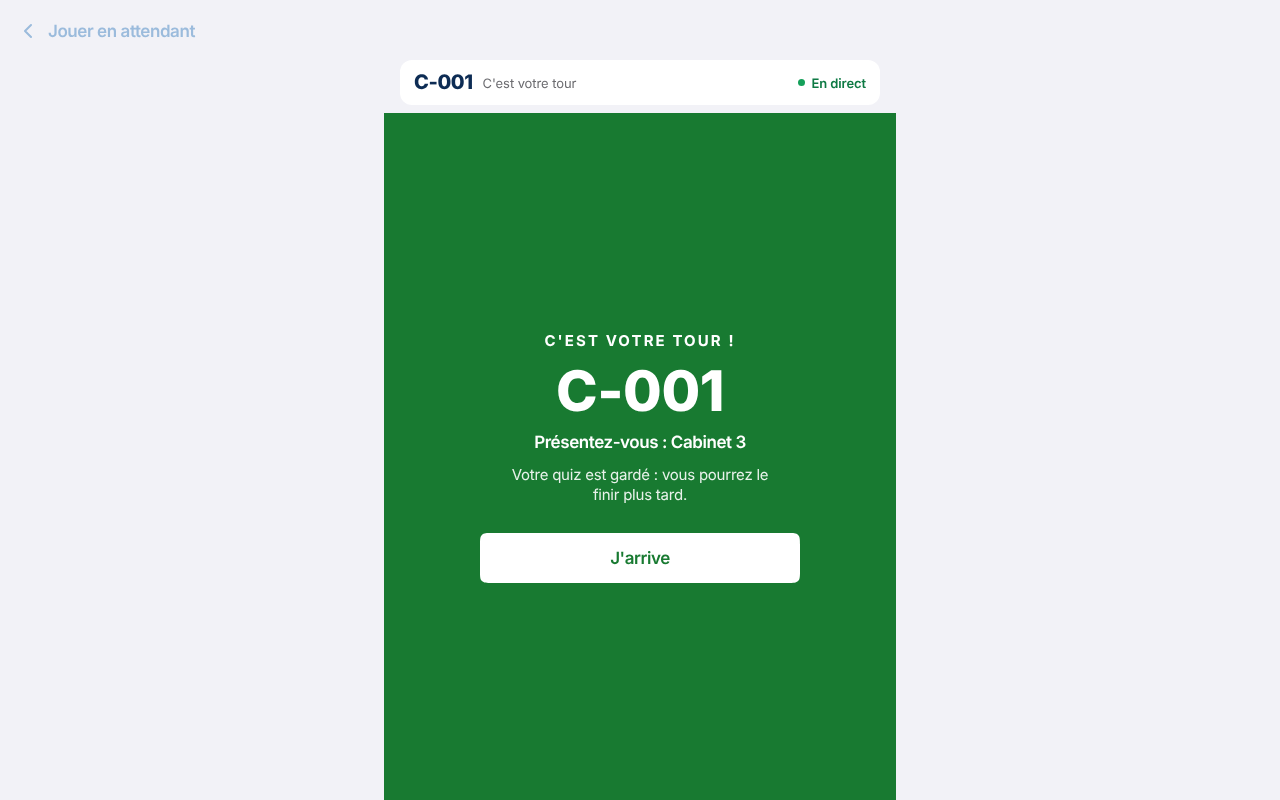 Jouer en attendant
C-001 C'est votre tour En direct
C'EST VOTRE TOUR !
C-001
Présentez-vous : Cabinet 3
Votre quiz est gardé : vous pourrez le
finir plus tard.
J'arrive